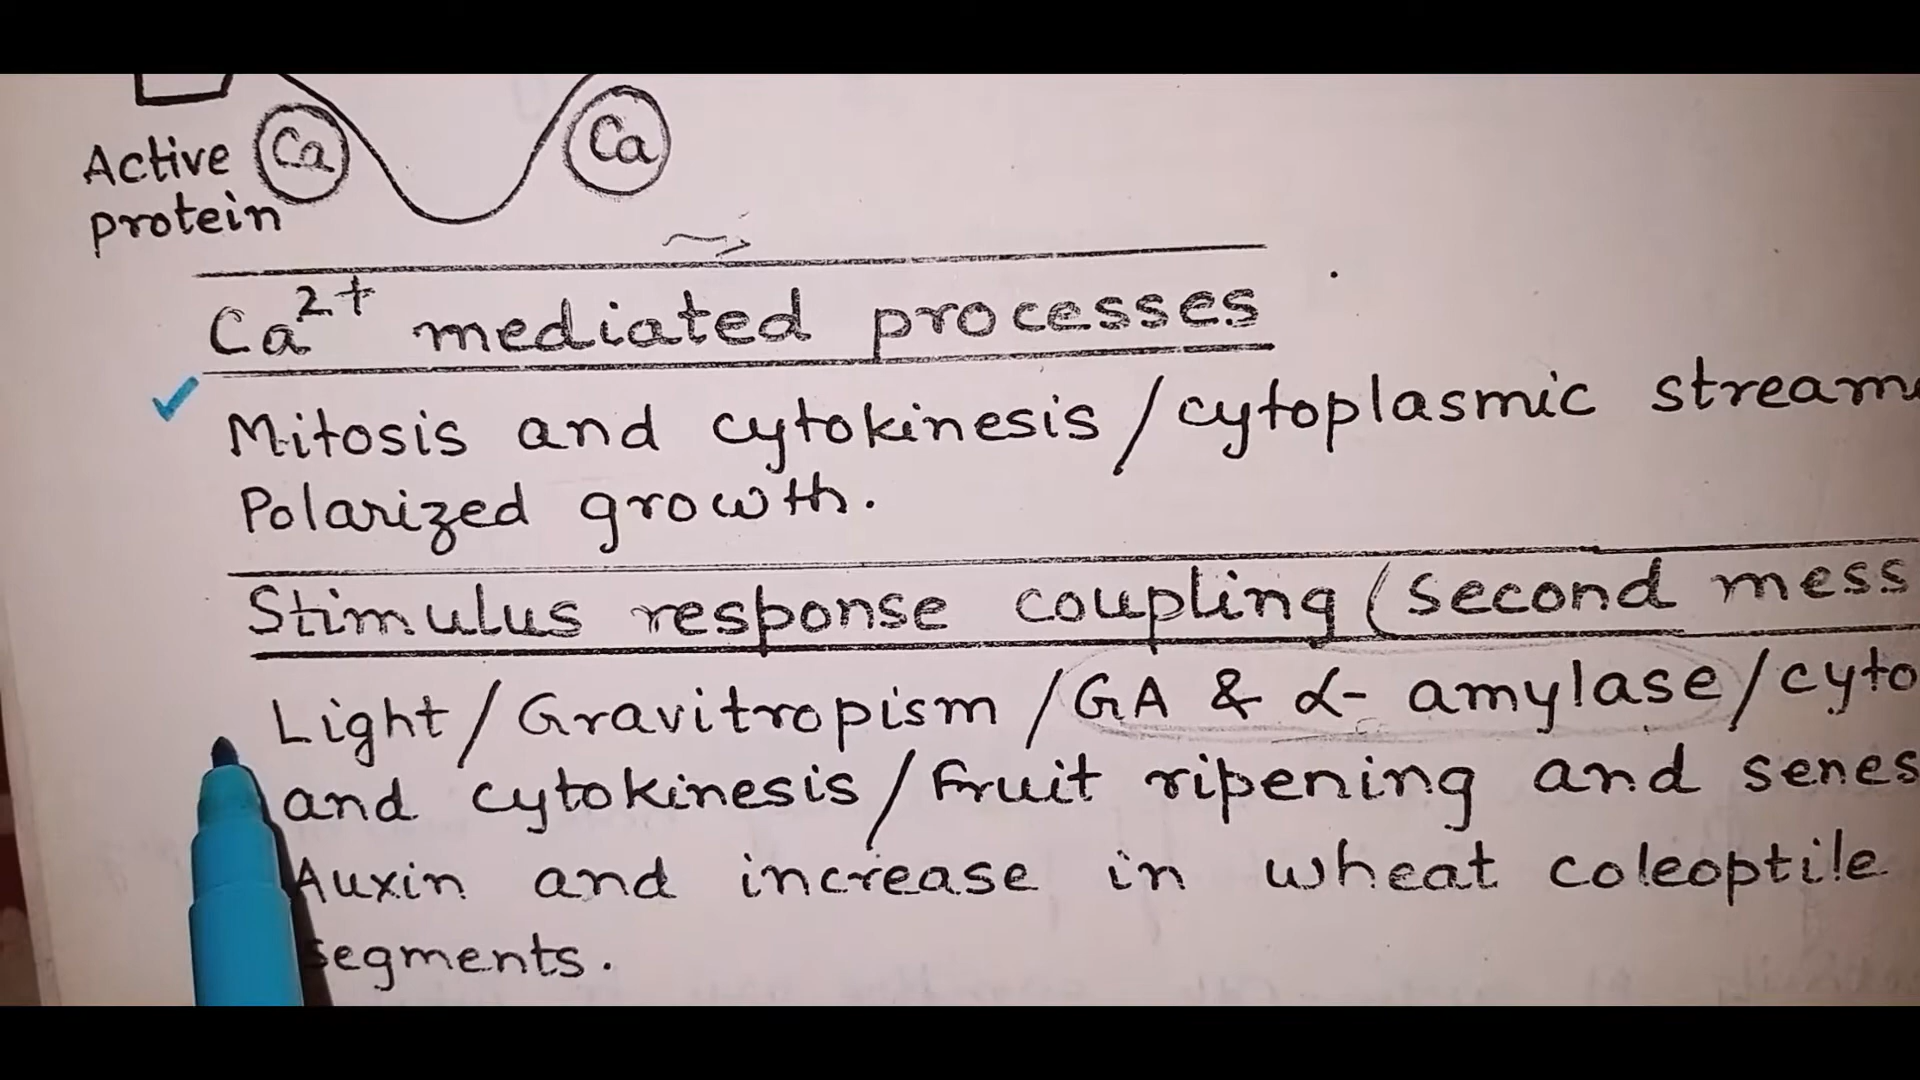 Ca Ca
Active
protein
Ca²⁺ mediated processes
Mitosis and cytokinesis / cytoplasmic stream
Polarized growth.
Stimulus response coupling (second mess
Light / Gravitropism / GA & α- amylase / cyto
and cytokinesis / Fruit ripening and senes
Auxin and increase in wheat coleoptile
segments.